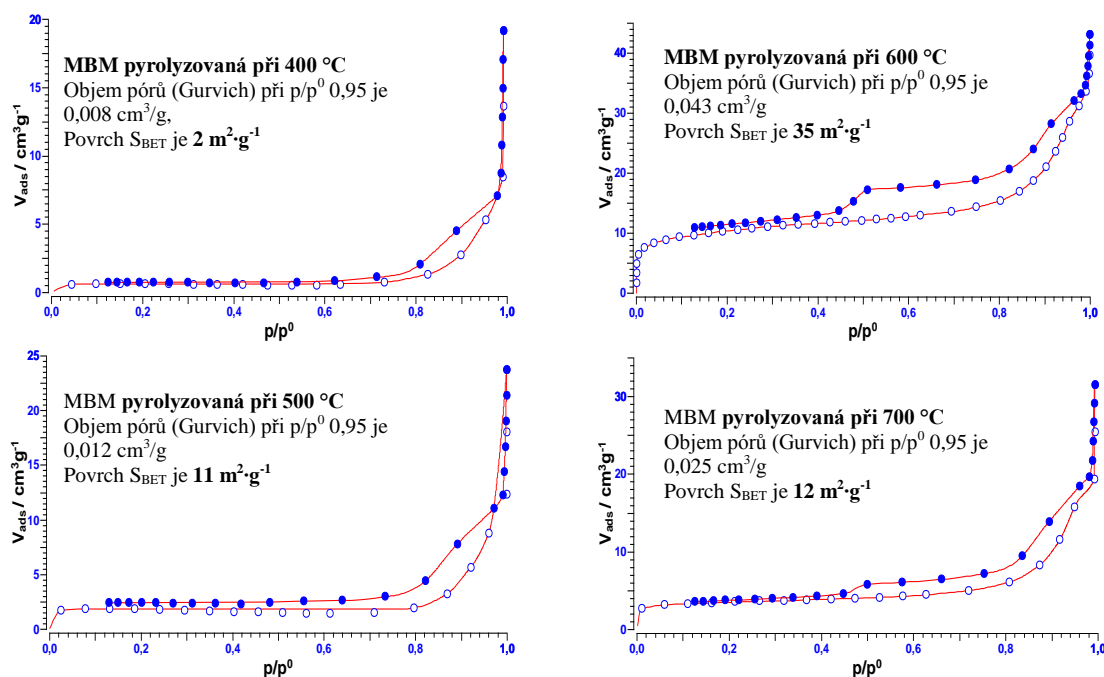 20
15
10
5
0
V_ads / cm³g⁻¹
MBM pyrolyzovaná při 400 °C
Objem pórů (Gurvich) při p/p⁰ 0,95 je
0,008 cm³/g,
Povrch S_BET je 2 m²·g⁻¹
0,0 0,2 0,4 0,6 0,8 1,0
p/p⁰
40
30
20
10
0
V_ads / cm³g⁻¹
MBM pyrolyzovaná při 600 °C
Objem pórů (Gurvich) při p/p⁰ 0,95 je
0,043 cm³/g
Povrch S_BET je 35 m²·g⁻¹
0,0 0,2 0,4 0,6 0,8 1,0
p/p⁰
25
20
15
10
5
0
V_ads / cm³g⁻¹
MBM pyrolyzovaná při 500 °C
Objem pórů (Gurvich) při p/p⁰ 0,95 je
0,012 cm³/g
Povrch S_BET je 11 m²·g⁻¹
0,0 0,2 0,4 0,6 0,8 1,0
p/p⁰
30
20
10
0
V_ads / cm³g⁻¹
MBM pyrolyzovaná při 700 °C
Objem pórů (Gurvich) při p/p⁰ 0,95 je
0,025 cm³/g
Povrch S_BET je 12 m²·g⁻¹
0,0 0,2 0,4 0,6 0,8 1,0
p/p⁰